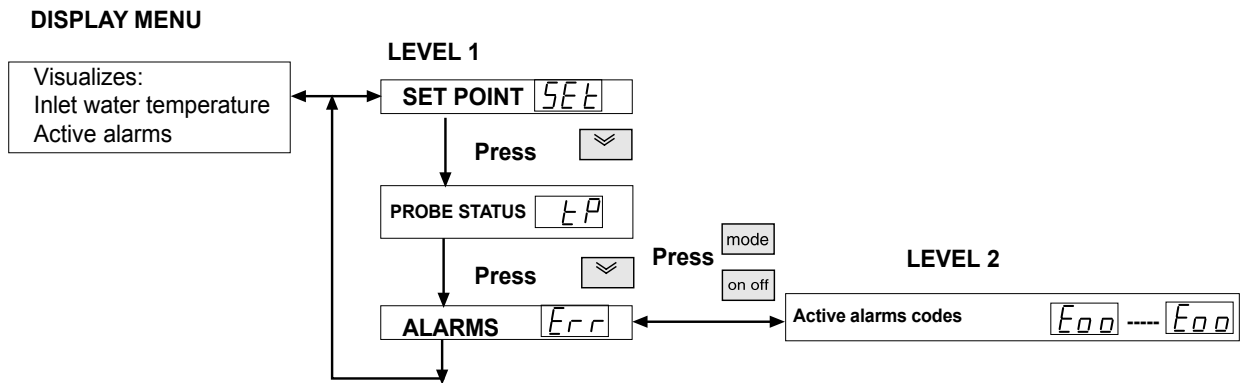 DISPLAY MENU
LEVEL 1
Visualizes:
Inlet water temperature
Active alarms
SET POINT SEt
Press
PROBE STATUS tP
Press
Press mode
on off
LEVEL 2
ALARMS Err
Active alarms codes Eoo ----- Eoo